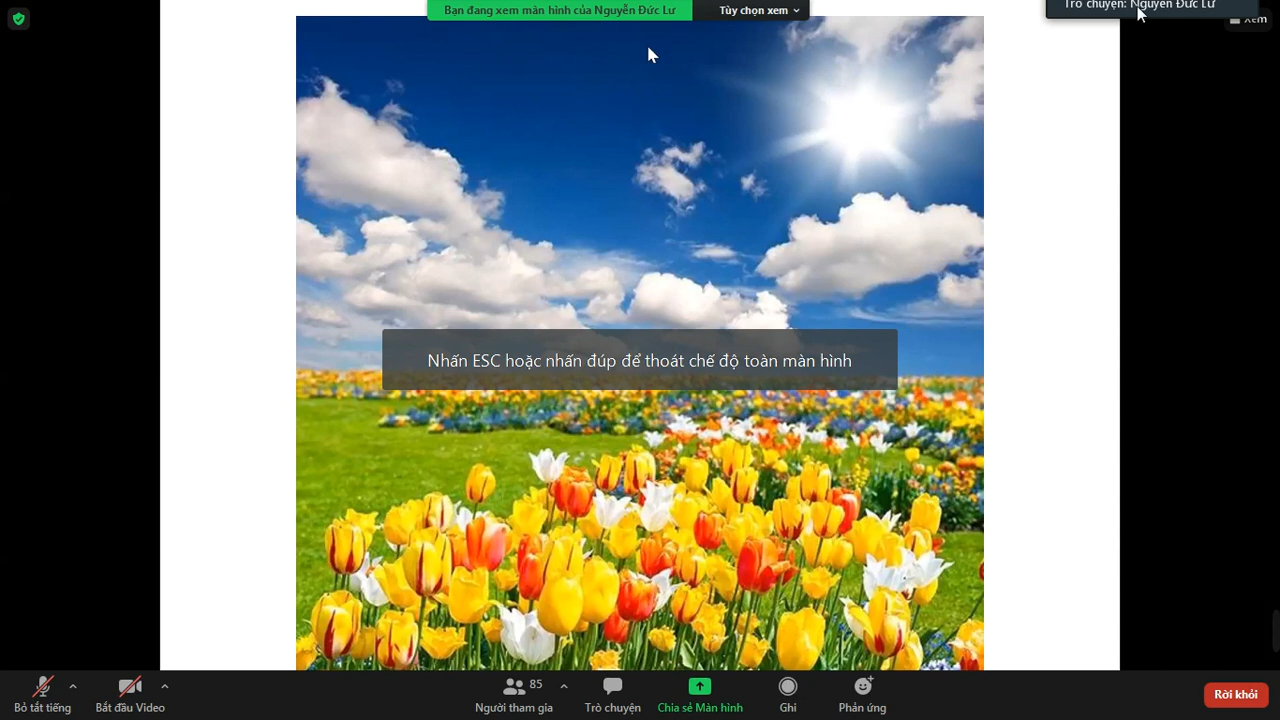 Bạn đang xem màn hình của Nguyễn Đức Lư
Tùy chọn xem
Trò chuyện: Nguyễn Đức Lư
Xem
Nhấn ESC hoặc nhấn đúp để thoát chế độ toàn màn hình
85
Bỏ tắt tiếng
Bắt đầu Video
Người tham gia
Trò chuyện
Chia sẻ Màn hình
Ghi
Phản ứng
Rời khỏi